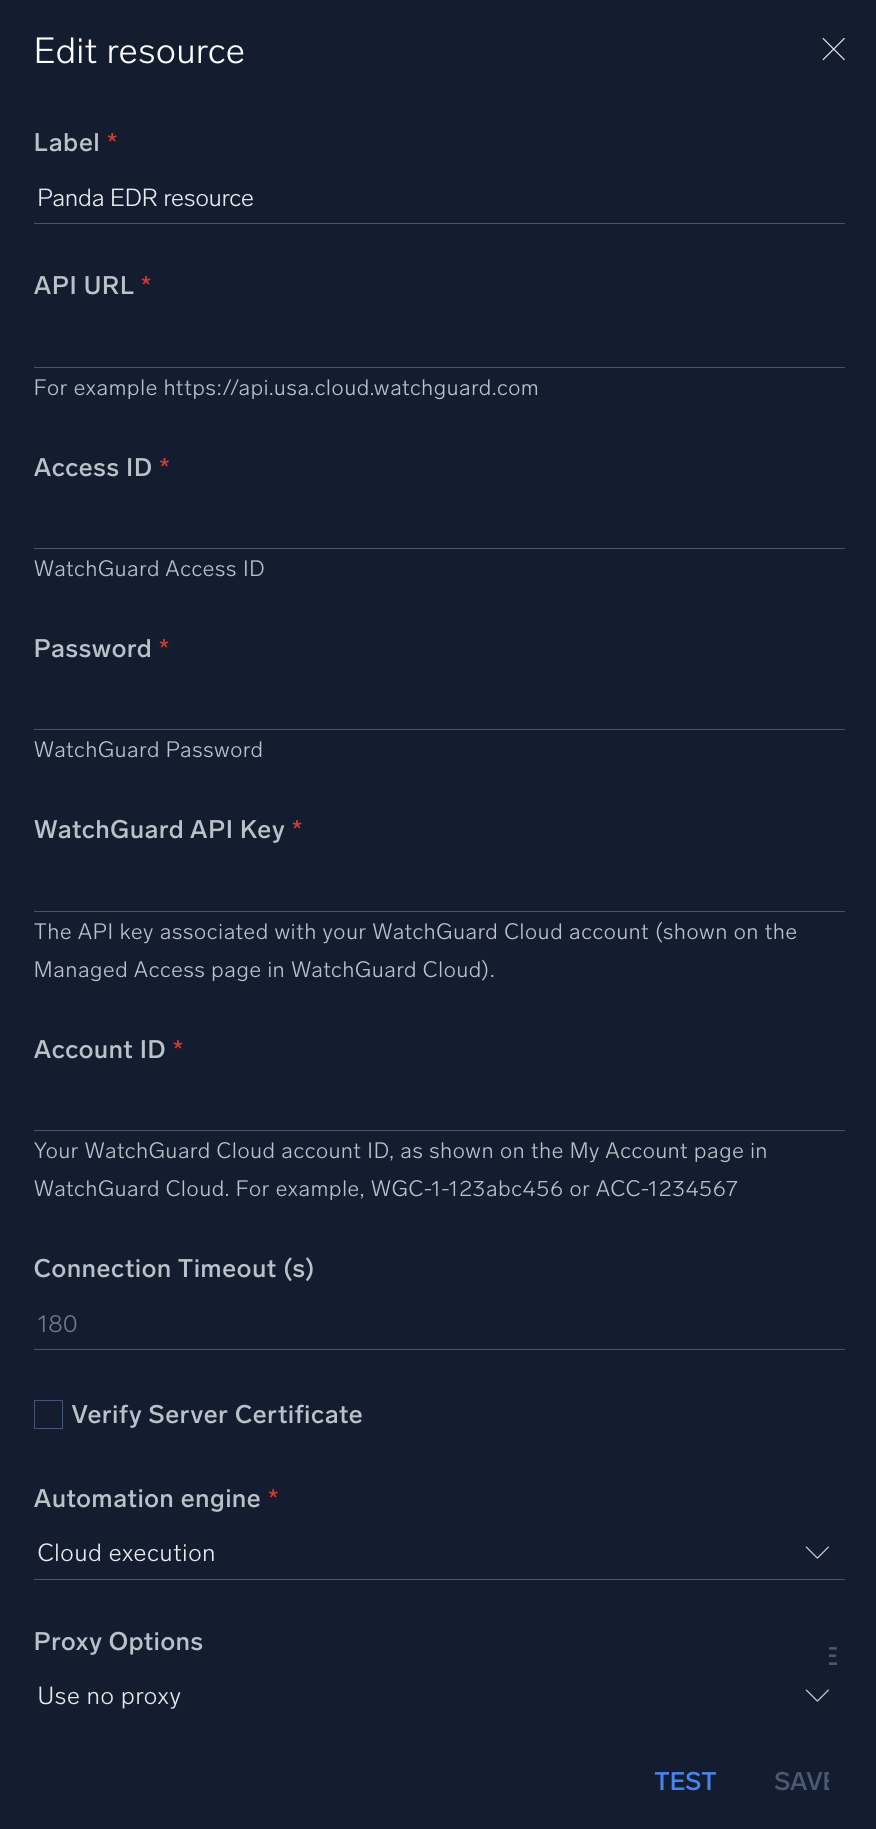 Edit resource
Label *
Panda EDR resource
API URL *
For example https://api.usa.cloud.watchguard.com
Access ID *
WatchGuard Access ID
Password *
WatchGuard Password
WatchGuard API Key *
The API key associated with your WatchGuard Cloud account (shown on the
Managed Access page in WatchGuard Cloud).
Account ID *
Your WatchGuard Cloud account ID, as shown on the My Account page in
WatchGuard Cloud. For example, WGC-1-123abc456 or ACC-1234567
Connection Timeout (s)
180
Verify Server Certificate
Automation engine *
Cloud execution
Proxy Options
Use no proxy
TEST SAVE